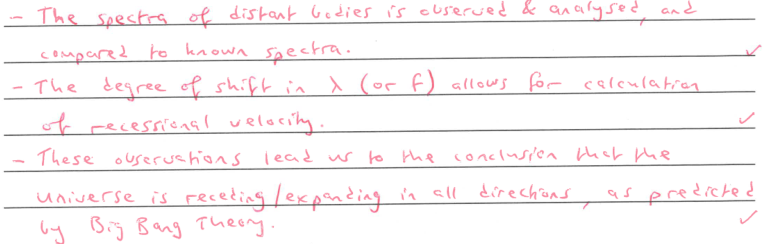 - The spectra of distant bodies is observed & analysed, and
compared to known spectra. ✓
- The degree of shift in λ (or f) allows for calculation
of recessional velocity. ✓
- These observations lead us to the conclusion that the
universe is receding/expanding in all directions, as predicted
by Big Bang Theory. ✓